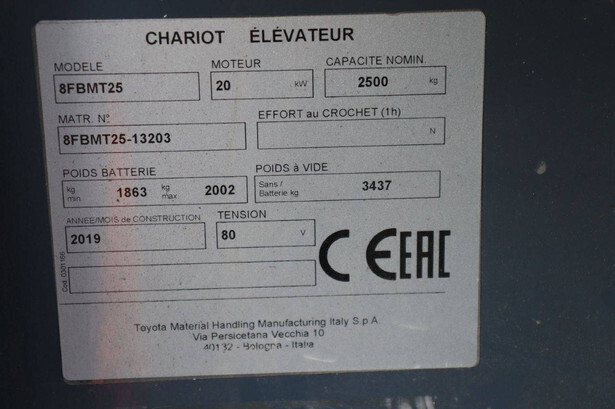 CHARIOT ÉLÉVATEUR
MODELE MOTEUR CAPACITE NOMIN
8FBMT25 20 kW 2500 kg
MATR. N° EFFORT au CROCHET (1h)
8FBMT25-13203 N
POIDS BATTERIE POIDS à VIDE
kg min. 1863 kg max 2002 Sans / Batterie kg 3437
ANNEE/MOIS de CONSTRUCTION TENSION
2019 80 V
CE EAC
Toyota Material Handling Manufacturing Italy S.p.A.
Via Persicetana Vecchia 10
40132 - Bologna - Italia